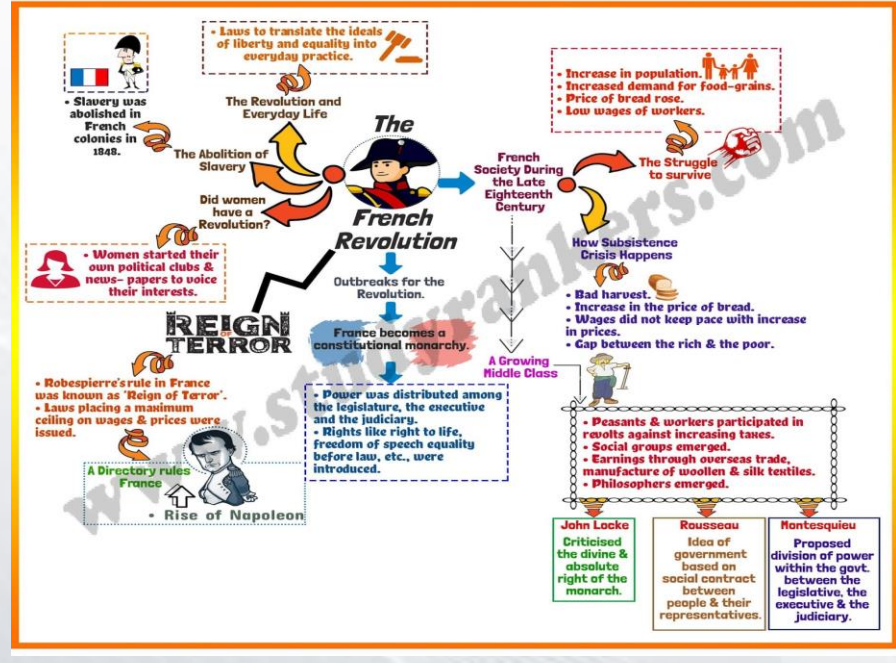 • Laws to translate the ideals
of liberty and equality into
everyday practice.
The Revolution and
Everyday Life
• Slavery was
abolished in
French
colonies in
1848.
The Abolition of
Slavery
Did women
have a
Revolution?
• Women started their
own political clubs &
news- papers to voice
their interests.
The
French
Revolution
REIGN
OF
TERROR
• Robespierre's rule in France
was known as 'Reign of Terror'.
• Laws placing a maximum
ceiling on wages & prices were
issued.
A Directory rules
France
• Rise of Napoleon
Outbreaks for the
Revolution.
France becomes a
constitutional monarchy.
• Power was distributed among
the legislature, the executive
and the judiciary.
• Rights like right to life,
freedom of speech equality
before law, etc., were
introduced.
French
Society During
the Late
Eighteenth
Century
• Increase in population.
• Increased demand for food-grains.
• Price of bread rose.
• Low wages of workers.
The Struggle
to survive
How Subsistence
Crisis Happens
• Bad harvest.
• Increase in the price of bread.
• Wages did not keep pace with increase
in prices.
• Gap between the rich & the poor.
A Growing
Middle Class
• Peasants & workers participated in
revolts against increasing taxes.
• Social groups emerged.
• Earnings through overseas trade,
manufacture of woollen & silk textiles.
• Philosophers emerged.
John Locke
Criticised
the divine &
absolute
right of the
monarch.
Rousseau
Idea of
government
based on
social contract
between
people & their
representatives.
Montesquieu
Proposed
division of power
within the govt.
between the
legislative, the
executive & the
judiciary.
www.studyrankers.com